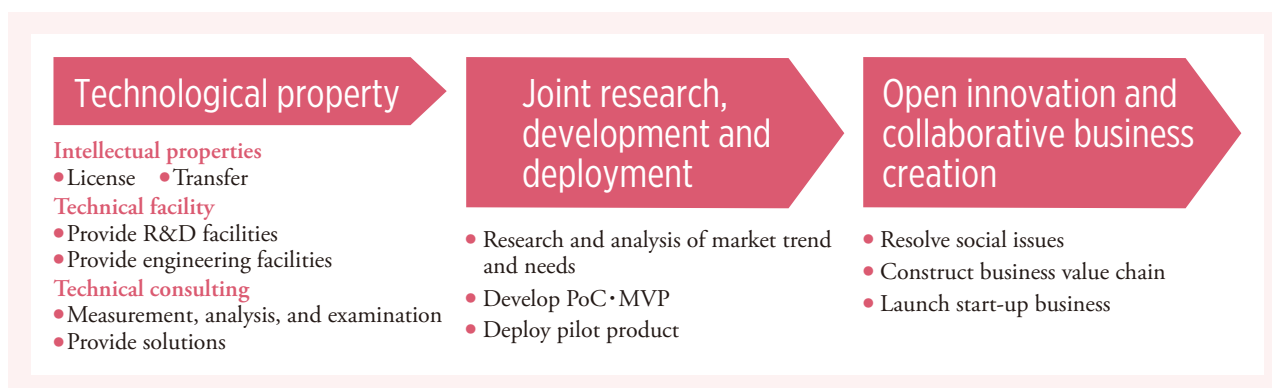 Technological property
Intellectual properties
•License •Transfer
Technical facility
•Provide R&D facilities
•Provide engineering facilities
Technical consulting
•Measurement, analysis, and examination
•Provide solutions
Joint research,
development and
deployment
• Research and analysis of market trend
and needs
• Develop PoC・MVP
• Deploy pilot product
Open innovation and
collaborative business
creation
• Resolve social issues
• Construct business value chain
• Launch start-up business